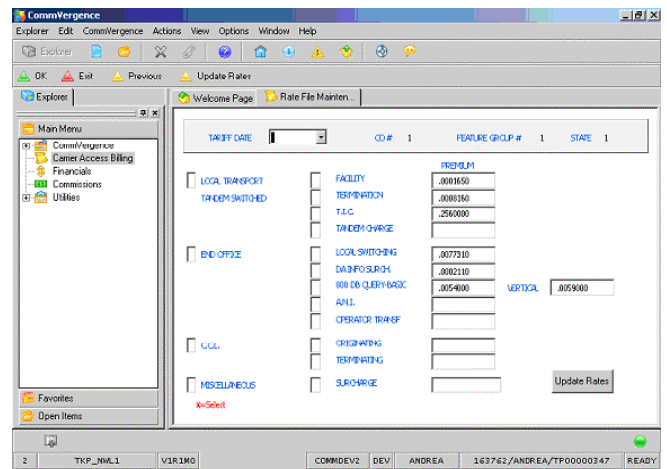 CommVergence
Explorer Edit CommVergence Actions View Options Window Help
Explorer
OK Exit Previous Update Rates
Explorer Welcome Page Rate File Mainten...
Main Menu
CommVergence
Carrier Access Billing
Financials
Commissions
Utilities
Favorites
Open Items
TARIFF DATE CO # 1 FEATURE GROUP # 1 STATE 1
PREMIUM
LOCAL TRANSPORT FACILITY .0001650
TANDEM SWITCHED TERMINATION .0008160
T.I.C. .2560000
TANDEM CHARGE
END OFFICE LOCAL SWITCHING .0077310
DA INFO SURCH. .0002110
800 DB QUERY-BASIC .0054000 VERTICAL .0059000
A.N.I.
OPERATOR TRANSF
C.C.L. ORIGINATING
TERMINATING
MISCELLANEOUS SURCHARGE Update Rates
X=Select
2 TKP_NWL1 V1R1M0 COMMDEV2 DEV ANDREA 163762/ANDREA/TP00000347 READY